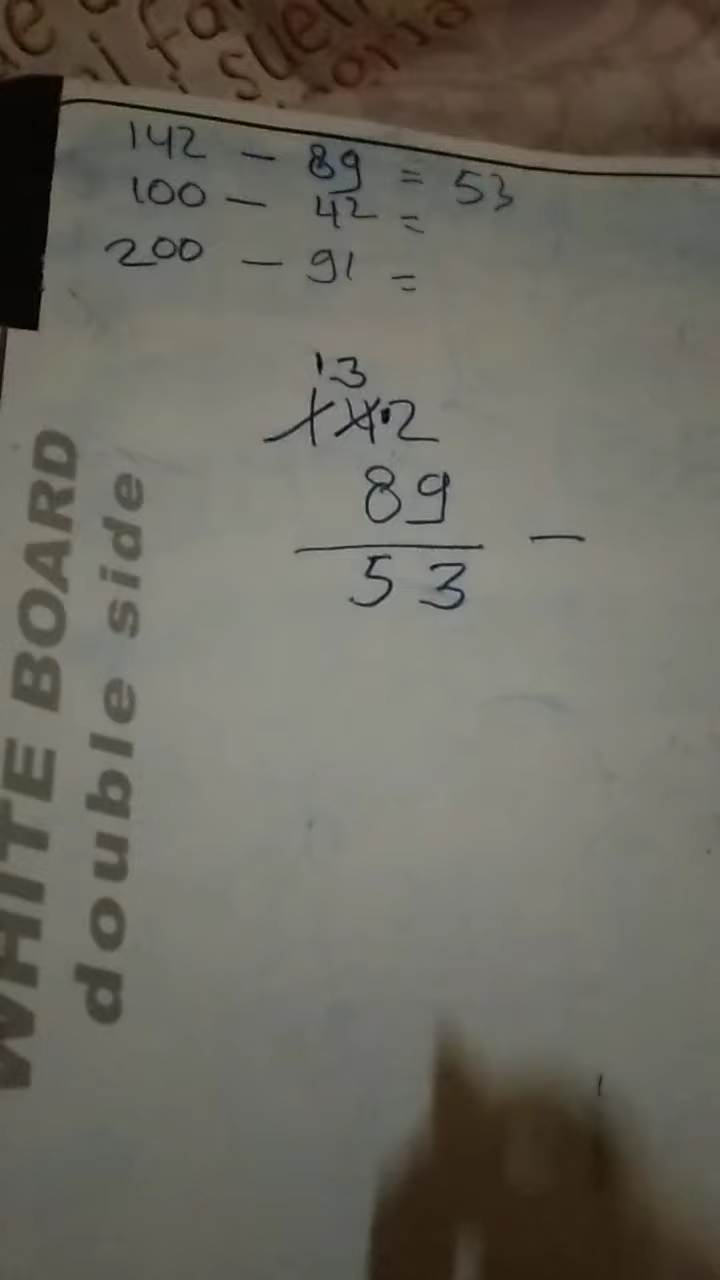 142 - 89 = 53
100 - 42 =
200 - 91 =
13
142
89
-
53
WHITE BOARD
double side